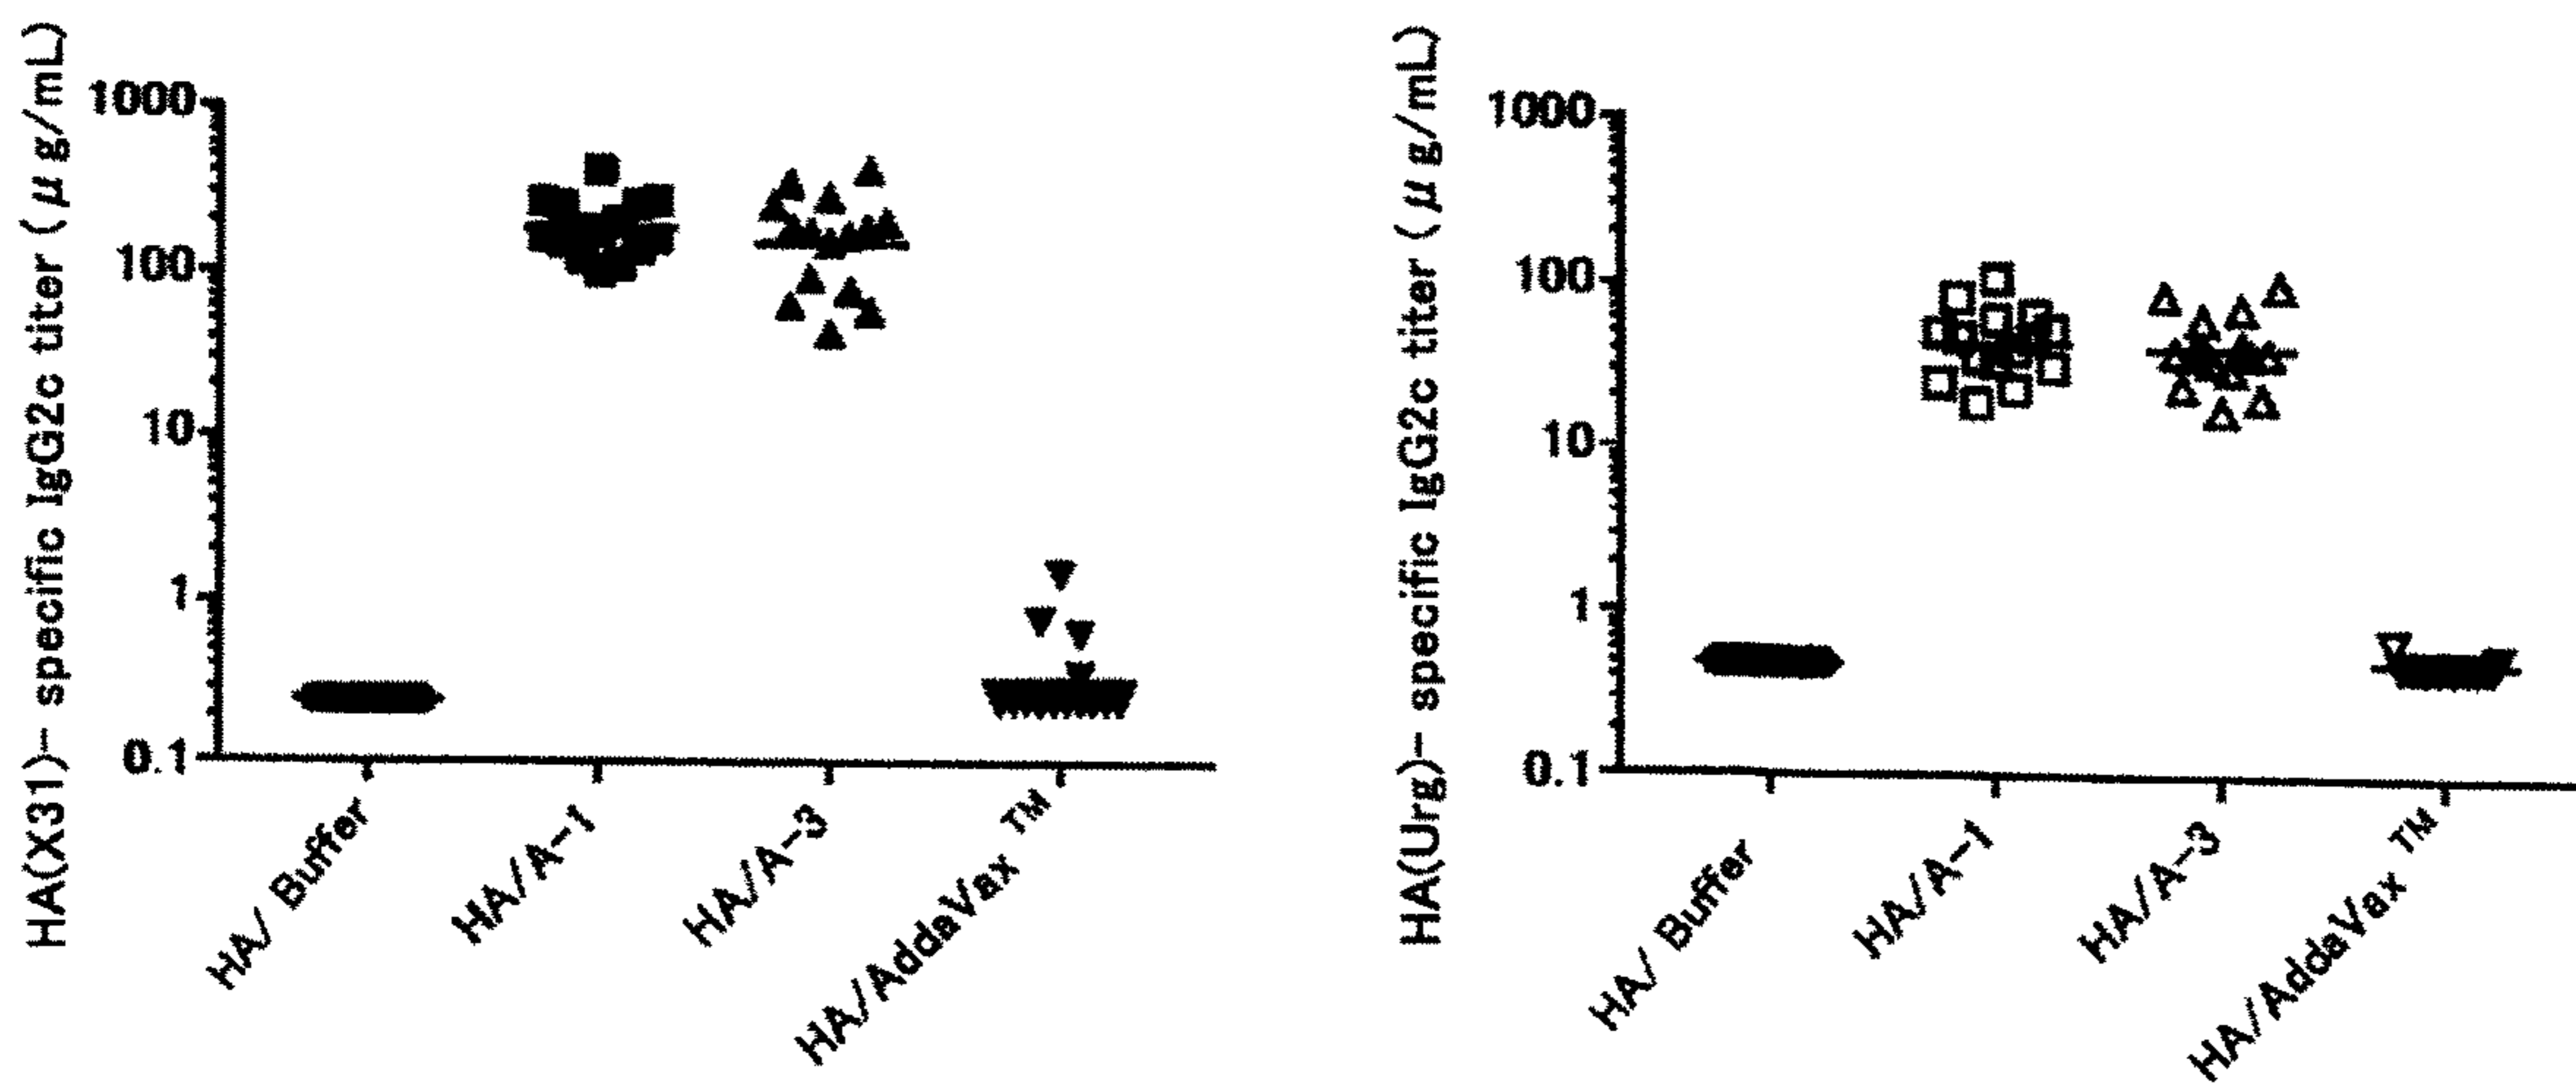 HA(X31)- specific IgG2c titer (μg/mL)
1000
100
10
1
0.1
HA/ Buffer
HA/A-1
HA/A-3
HA/AddaVax ™
HA(Urg)- specific IgG2c titer (μg/mL)
1000
100
10
1
0.1
HA/ Buffer
HA/A-1
HA/A-3
HA/AddaVax ™